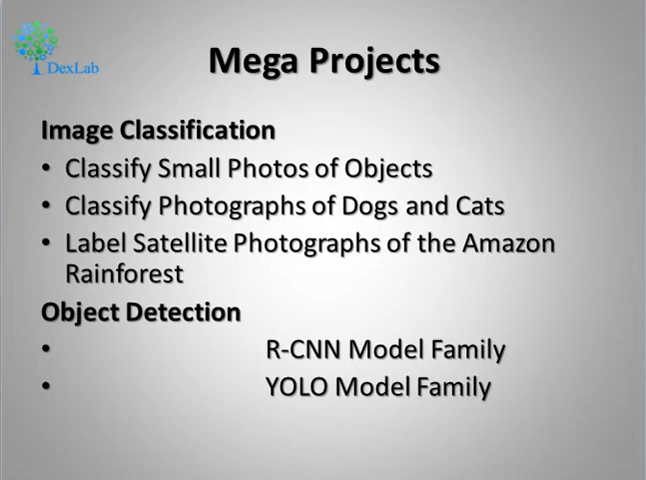 DexLab
Mega Projects
Image Classification
• Classify Small Photos of Objects
• Classify Photographs of Dogs and Cats
• Label Satellite Photographs of the Amazon
Rainforest
Object Detection
• R-CNN Model Family
• YOLO Model Family